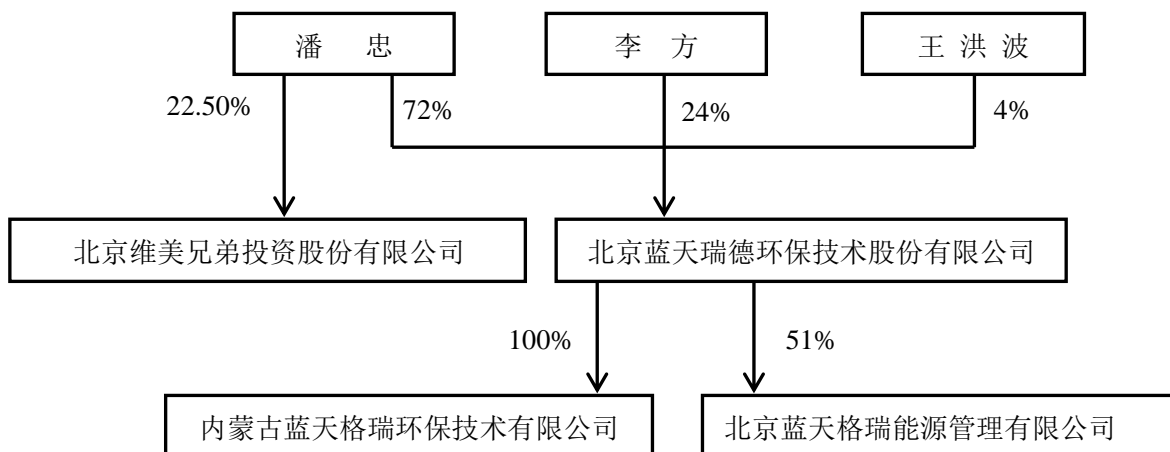 潘 忠
李 方
王 洪 波
22.50%
72%
24%
4%
北京维美兄弟投资股份有限公司
北京蓝天瑞德环保技术股份有限公司
100%
51%
内蒙古蓝天格瑞环保技术有限公司
北京蓝天格瑞能源管理有限公司